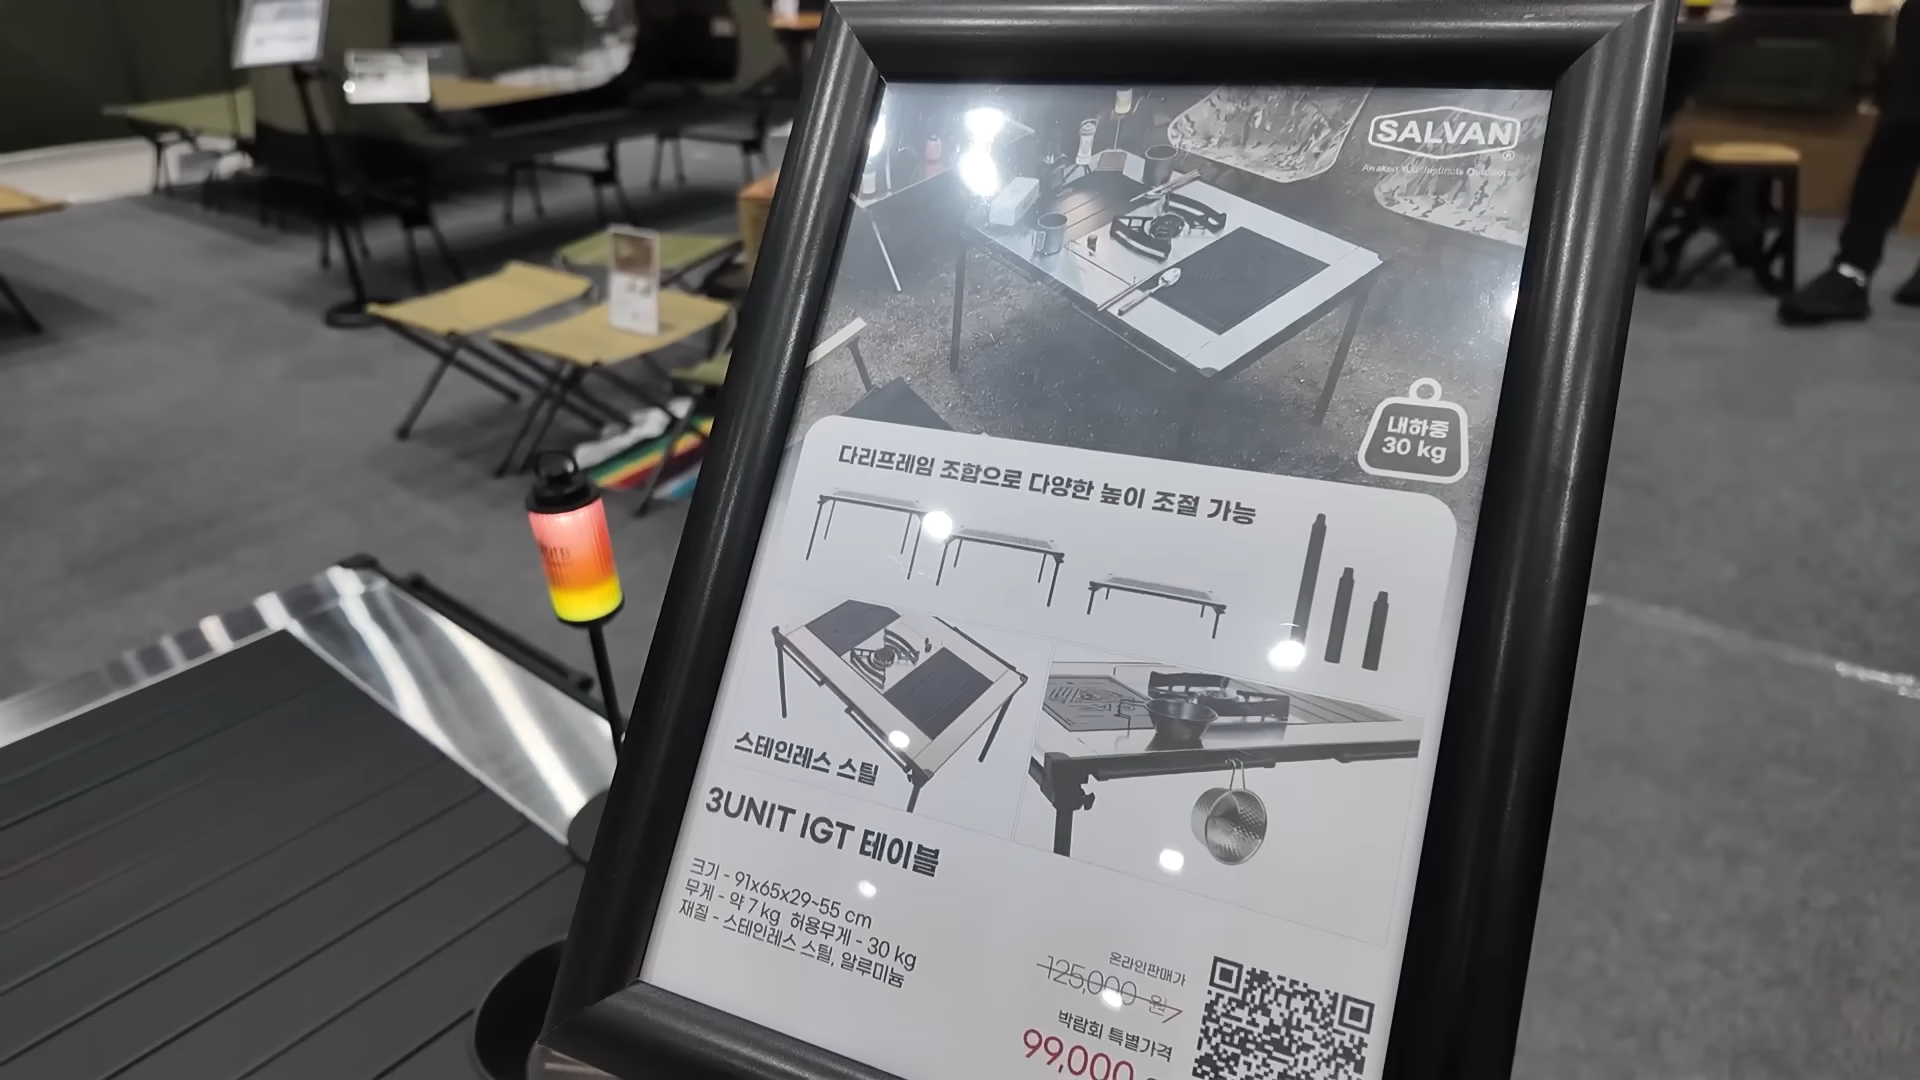 SALVAN
내하중
30 kg
다리프레임 조합으로 다양한 높이 조절 가능
스테인레스 스틸
3UNIT IGT 테이블
크기 - 91x65x29~55 cm
무게 - 약 7 kg 허용무게 - 30 kg
재질 - 스테인레스 스틸, 알루미늄
온라인판매가
125,000 원
박람회 특별가격
99,000